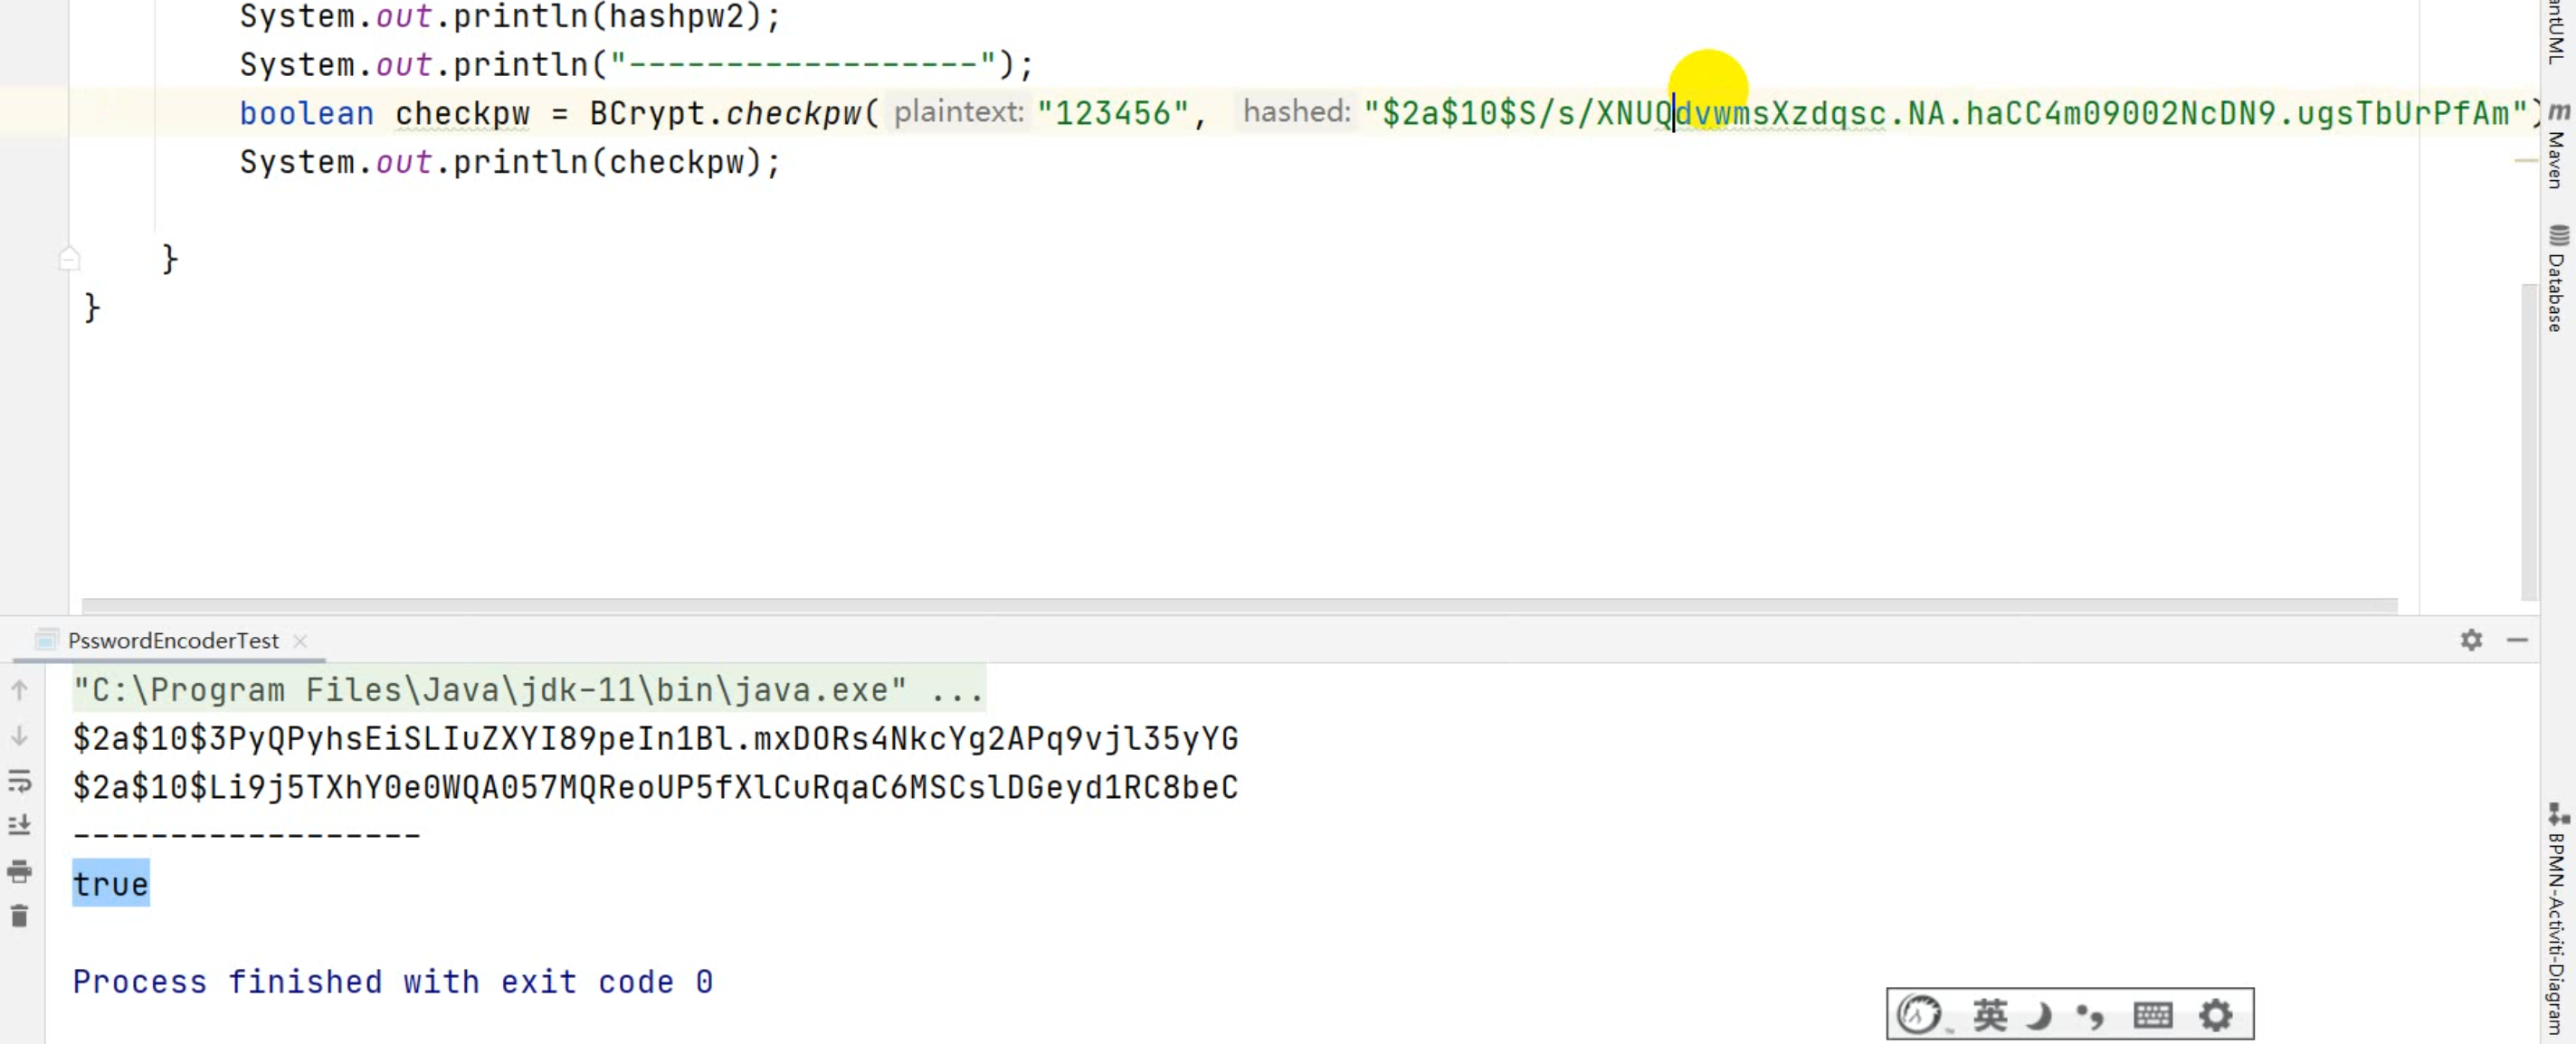 System.out.println(hashpw2);
System.out.println("------------------");
boolean checkpw = BCrypt.checkpw( plaintext: "123456", hashed: "$2a$10$S/s/XNUQdvwmsXzdqsc.NA.haCC4m09002NcDN9.ugsTbUrPfAm")
System.out.println(checkpw);
}
}
PsswordEncoderTest
"C:\Program Files\Java\jdk-11\bin\java.exe" ...
$2a$10$3PyQPyhsEiSLIuZXYI89peIn1Bl.mxDORs4NkcYg2APq9vjl35yYG
$2a$10$Li9j5TXhY0e0WQA057MQReoUP5fXlCuRqaC6MSCslDGeyd1RC8beC
------------------
true
Process finished with exit code 0
英
antUML
Maven
Database
BPMN-Activiti-Diagram